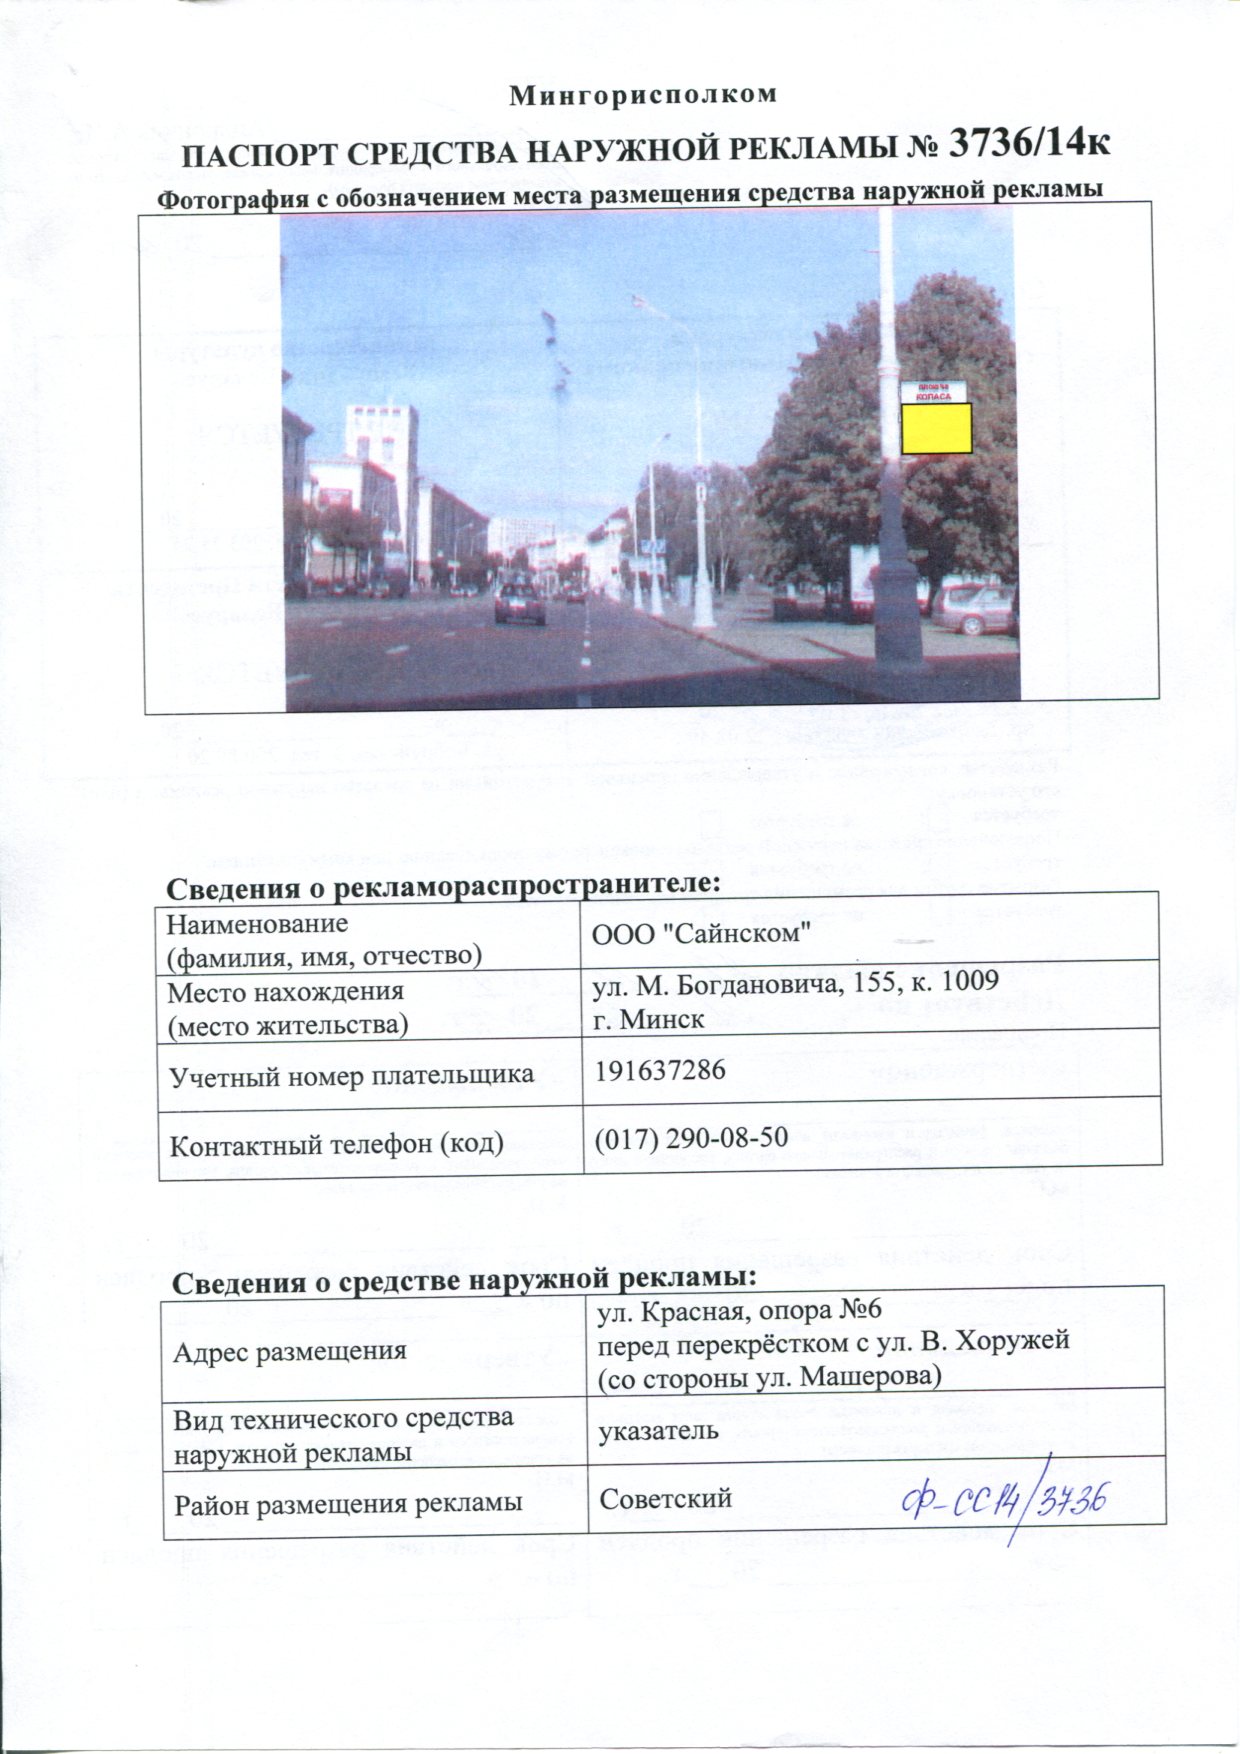 Мингорисполком
ПАСПОРТ СРЕДСТВА НАРУЖНОЙ РЕКЛАМЫ № 3736/14к
Фотография с обозначением места размещения средства наружной рекламы
КОЛАСА
Сведения о рекламораспространителе:
Наименование
(фамилия, имя, отчество)
ООО "Сайнском"
Место нахождения
(место жительства)
ул. М. Богдановича, 155, к. 1009
г. Минск
Учетный номер плательщика
191637286
Контактный телефон (код)
(017) 290-08-50
Сведения о средстве наружной рекламы:
Адрес размещения
ул. Красная, опора №6
перед перекрёстком с ул. В. Хоружей
(со стороны ул. Машерова)
Вид технического средства
наружной рекламы
указатель
Район размещения рекламы
Советский
Ф-СС14/3736